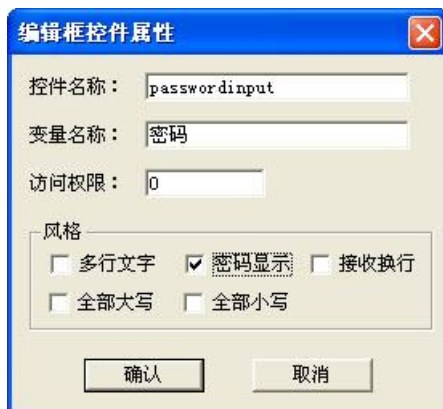 编辑框控件属性
控件名称： passwordinput
变量名称： 密码
访问权限： 0
风格
多行文字 密码显示 接收换行
全部大写 全部小写
确认 取消